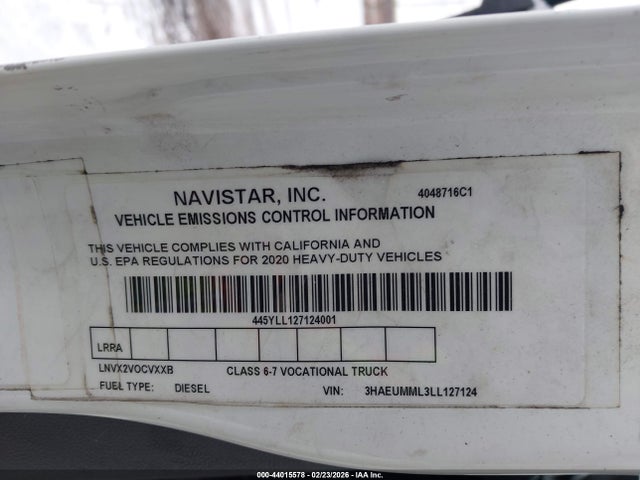 NAVISTAR, INC.
4048716C1
VEHICLE EMISSIONS CONTROL INFORMATION
THIS VEHICLE COMPLIES WITH CALIFORNIA AND
U.S. EPA REGULATIONS FOR 2020 HEAVY-DUTY VEHICLES
445YLL127124001
LRRA
LNVX2VOCVXXB CLASS 6-7 VOCATIONAL TRUCK
FUEL TYPE: DIESEL VIN: 3HAEUMML3LL127124
000-44015578 - 02/23/2026 - IAA Inc.